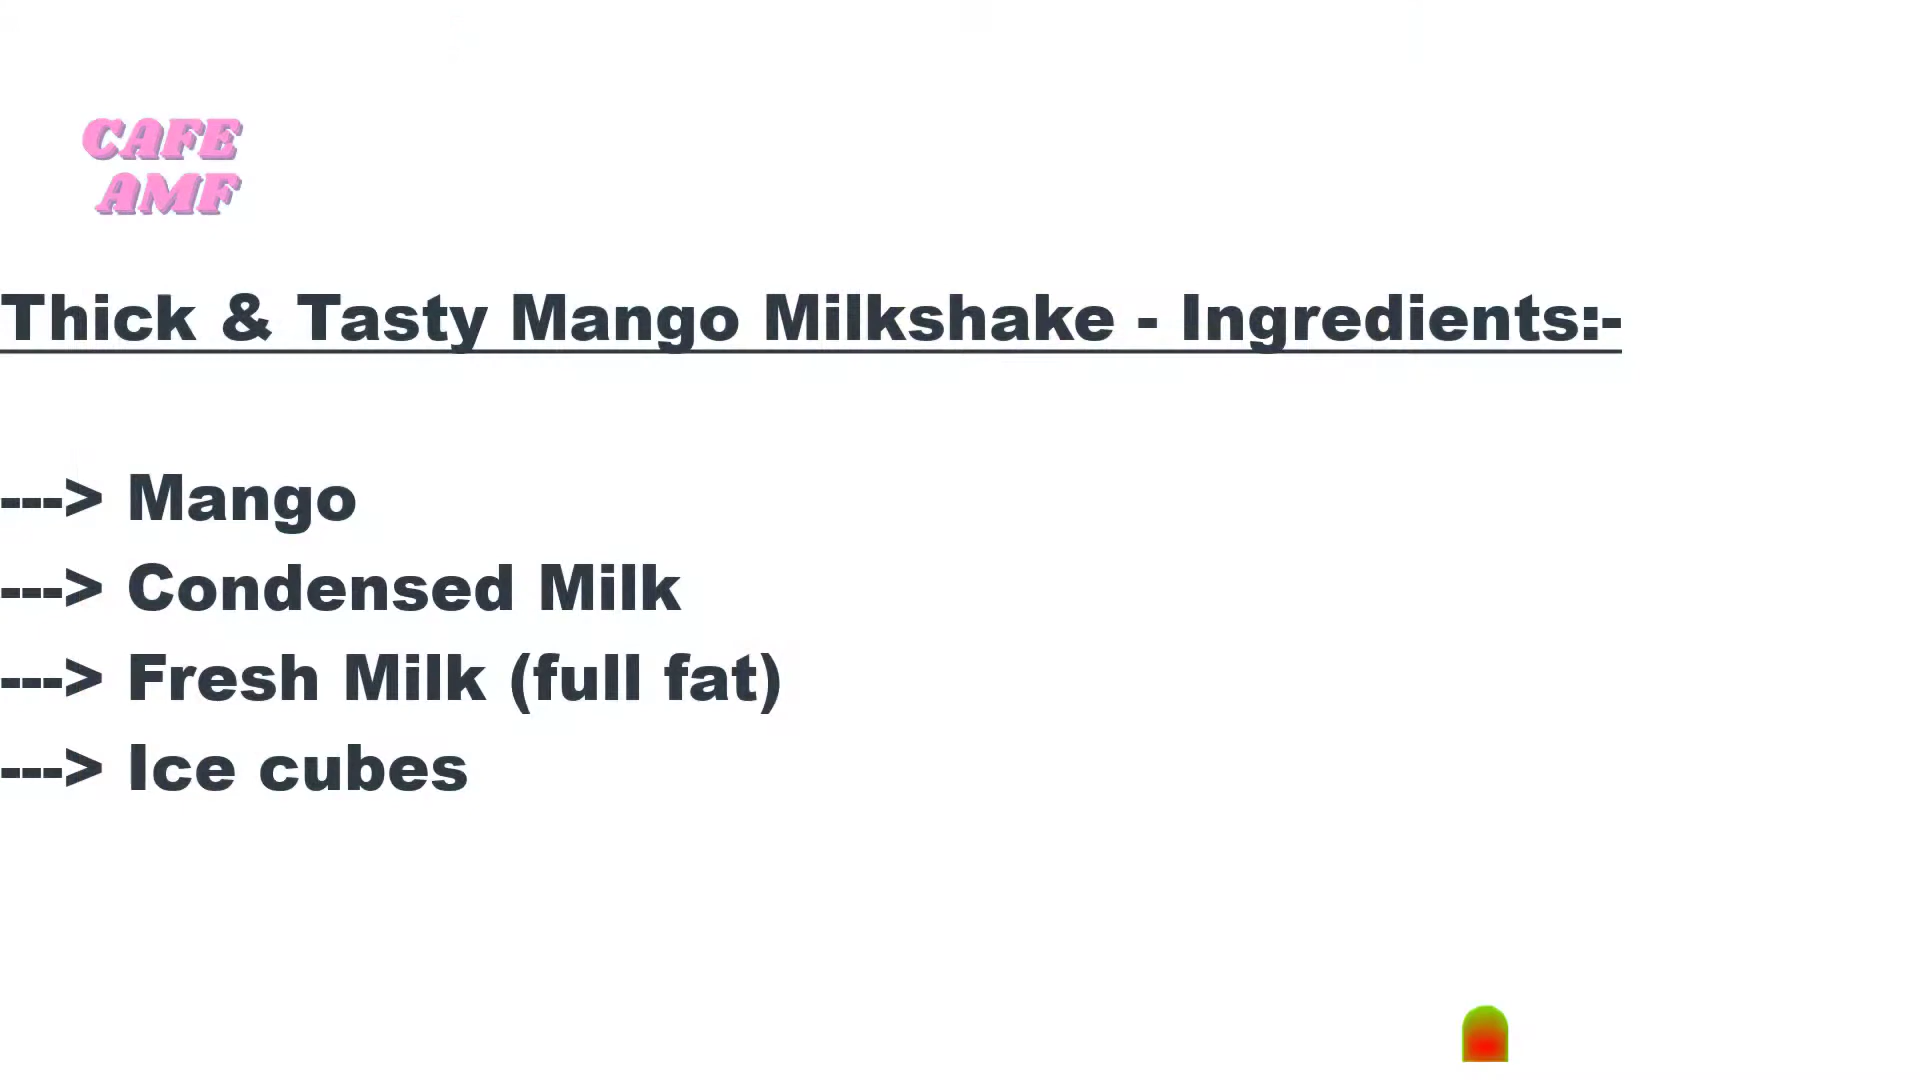 CAFE
AMF
Thick & Tasty Mango Milkshake - Ingredients:-
---> Mango
---> Condensed Milk
---> Fresh Milk (full fat)
---> Ice cubes